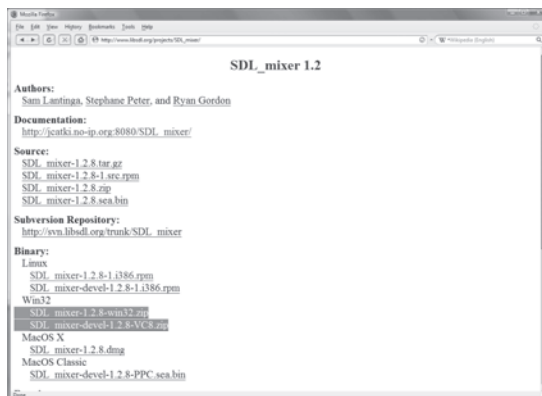 Mozilla Firefox
File Edit View History Bookmarks Tools Help
http://www.libsdl.org/projects/SDL_mixer/
Wikipedia (English)
SDL_mixer 1.2
Authors:
Sam Lantinga, Stephane Peter, and Ryan Gordon
Documentation:
http://jcatki.no-ip.org:8080/SDL_mixer/
Source:
SDL_mixer-1.2.8.tar.gz
SDL_mixer-1.2.8-1.src.rpm
SDL_mixer-1.2.8.zip
SDL_mixer-1.2.8.sea.bin
Subversion Repository:
http://svn.libsdl.org/trunk/SDL_mixer
Binary:
Linux
SDL_mixer-1.2.8-1.i386.rpm
SDL_mixer-devel-1.2.8-1.i386.rpm
Win32
SDL_mixer-1.2.8-win32.zip
SDL_mixer-devel-1.2.8-VC8.zip
MacOS X
SDL_mixer-1.2.8.dmg
MacOS Classic
SDL_mixer-devel-1.2.8-PPC.sea.bin
Done